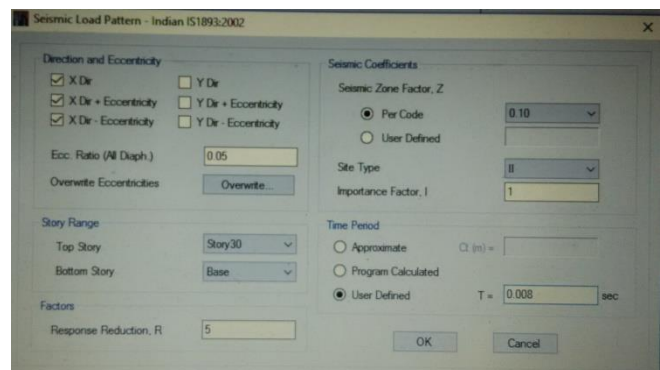 Seismic Load Pattern - Indian IS1893:2002
Direction and Eccentricity
X Dir
Y Dir
X Dir + Eccentricity
Y Dir + Eccentricity
X Dir - Eccentricity
Y Dir - Eccentricity
Ecc. Ratio (All Diaph.)
0.05
Overwrite Eccentricities
Overwrite...
Story Range
Top Story
Story30
Bottom Story
Base
Factors
Response Reduction, R
5
Seismic Coefficients
Seismic Zone Factor, Z
Per Code
0.10
User Defined
Site Type
II
Importance Factor, I
1
Time Period
Approximate
Ct (m) =
Program Calculated
User Defined
T =
0.008
sec
OK
Cancel